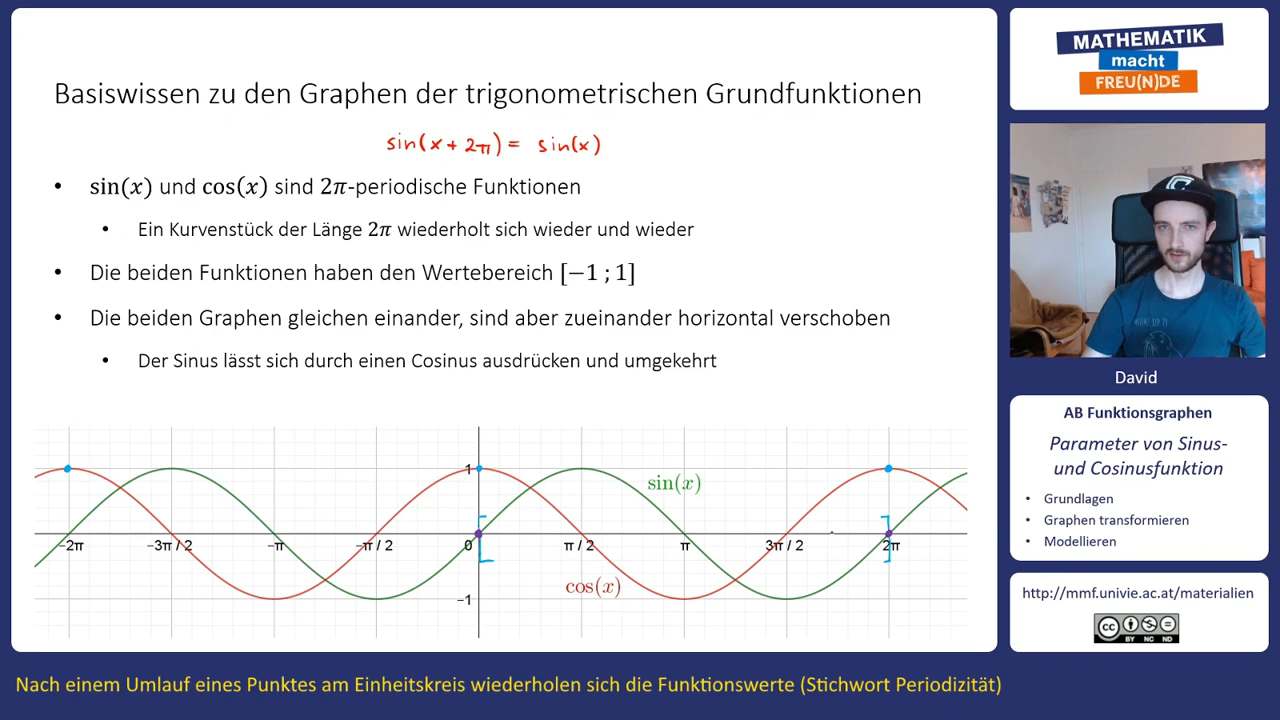 Basiswissen zu den Graphen der trigonometrischen Grundfunktionen
sin(x + 2π) = sin(x)
• sin(x) und cos(x) sind 2π-periodische Funktionen
• Ein Kurvenstück der Länge 2π wiederholt sich wieder und wieder
• Die beiden Funktionen haben den Wertebereich [−1 ; 1]
• Die beiden Graphen gleichen einander, sind aber zueinander horizontal verschoben
• Der Sinus lässt sich durch einen Cosinus ausdrücken und umgekehrt
1
sin(x)
−2π −3π / 2 −π −π / 2 0 π / 2 π 3π / 2 2π
cos(x)
−1
MATHEMATIK
macht
FREU(N)DE
David
AB Funktionsgraphen
Parameter von Sinus-
und Cosinusfunktion
• Grundlagen
• Graphen transformieren
• Modellieren
http://mmf.univie.ac.at/materialien
CC
BY NC ND
Nach einem Umlauf eines Punktes am Einheitskreis wiederholen sich die Funktionswerte (Stichwort Periodizität)